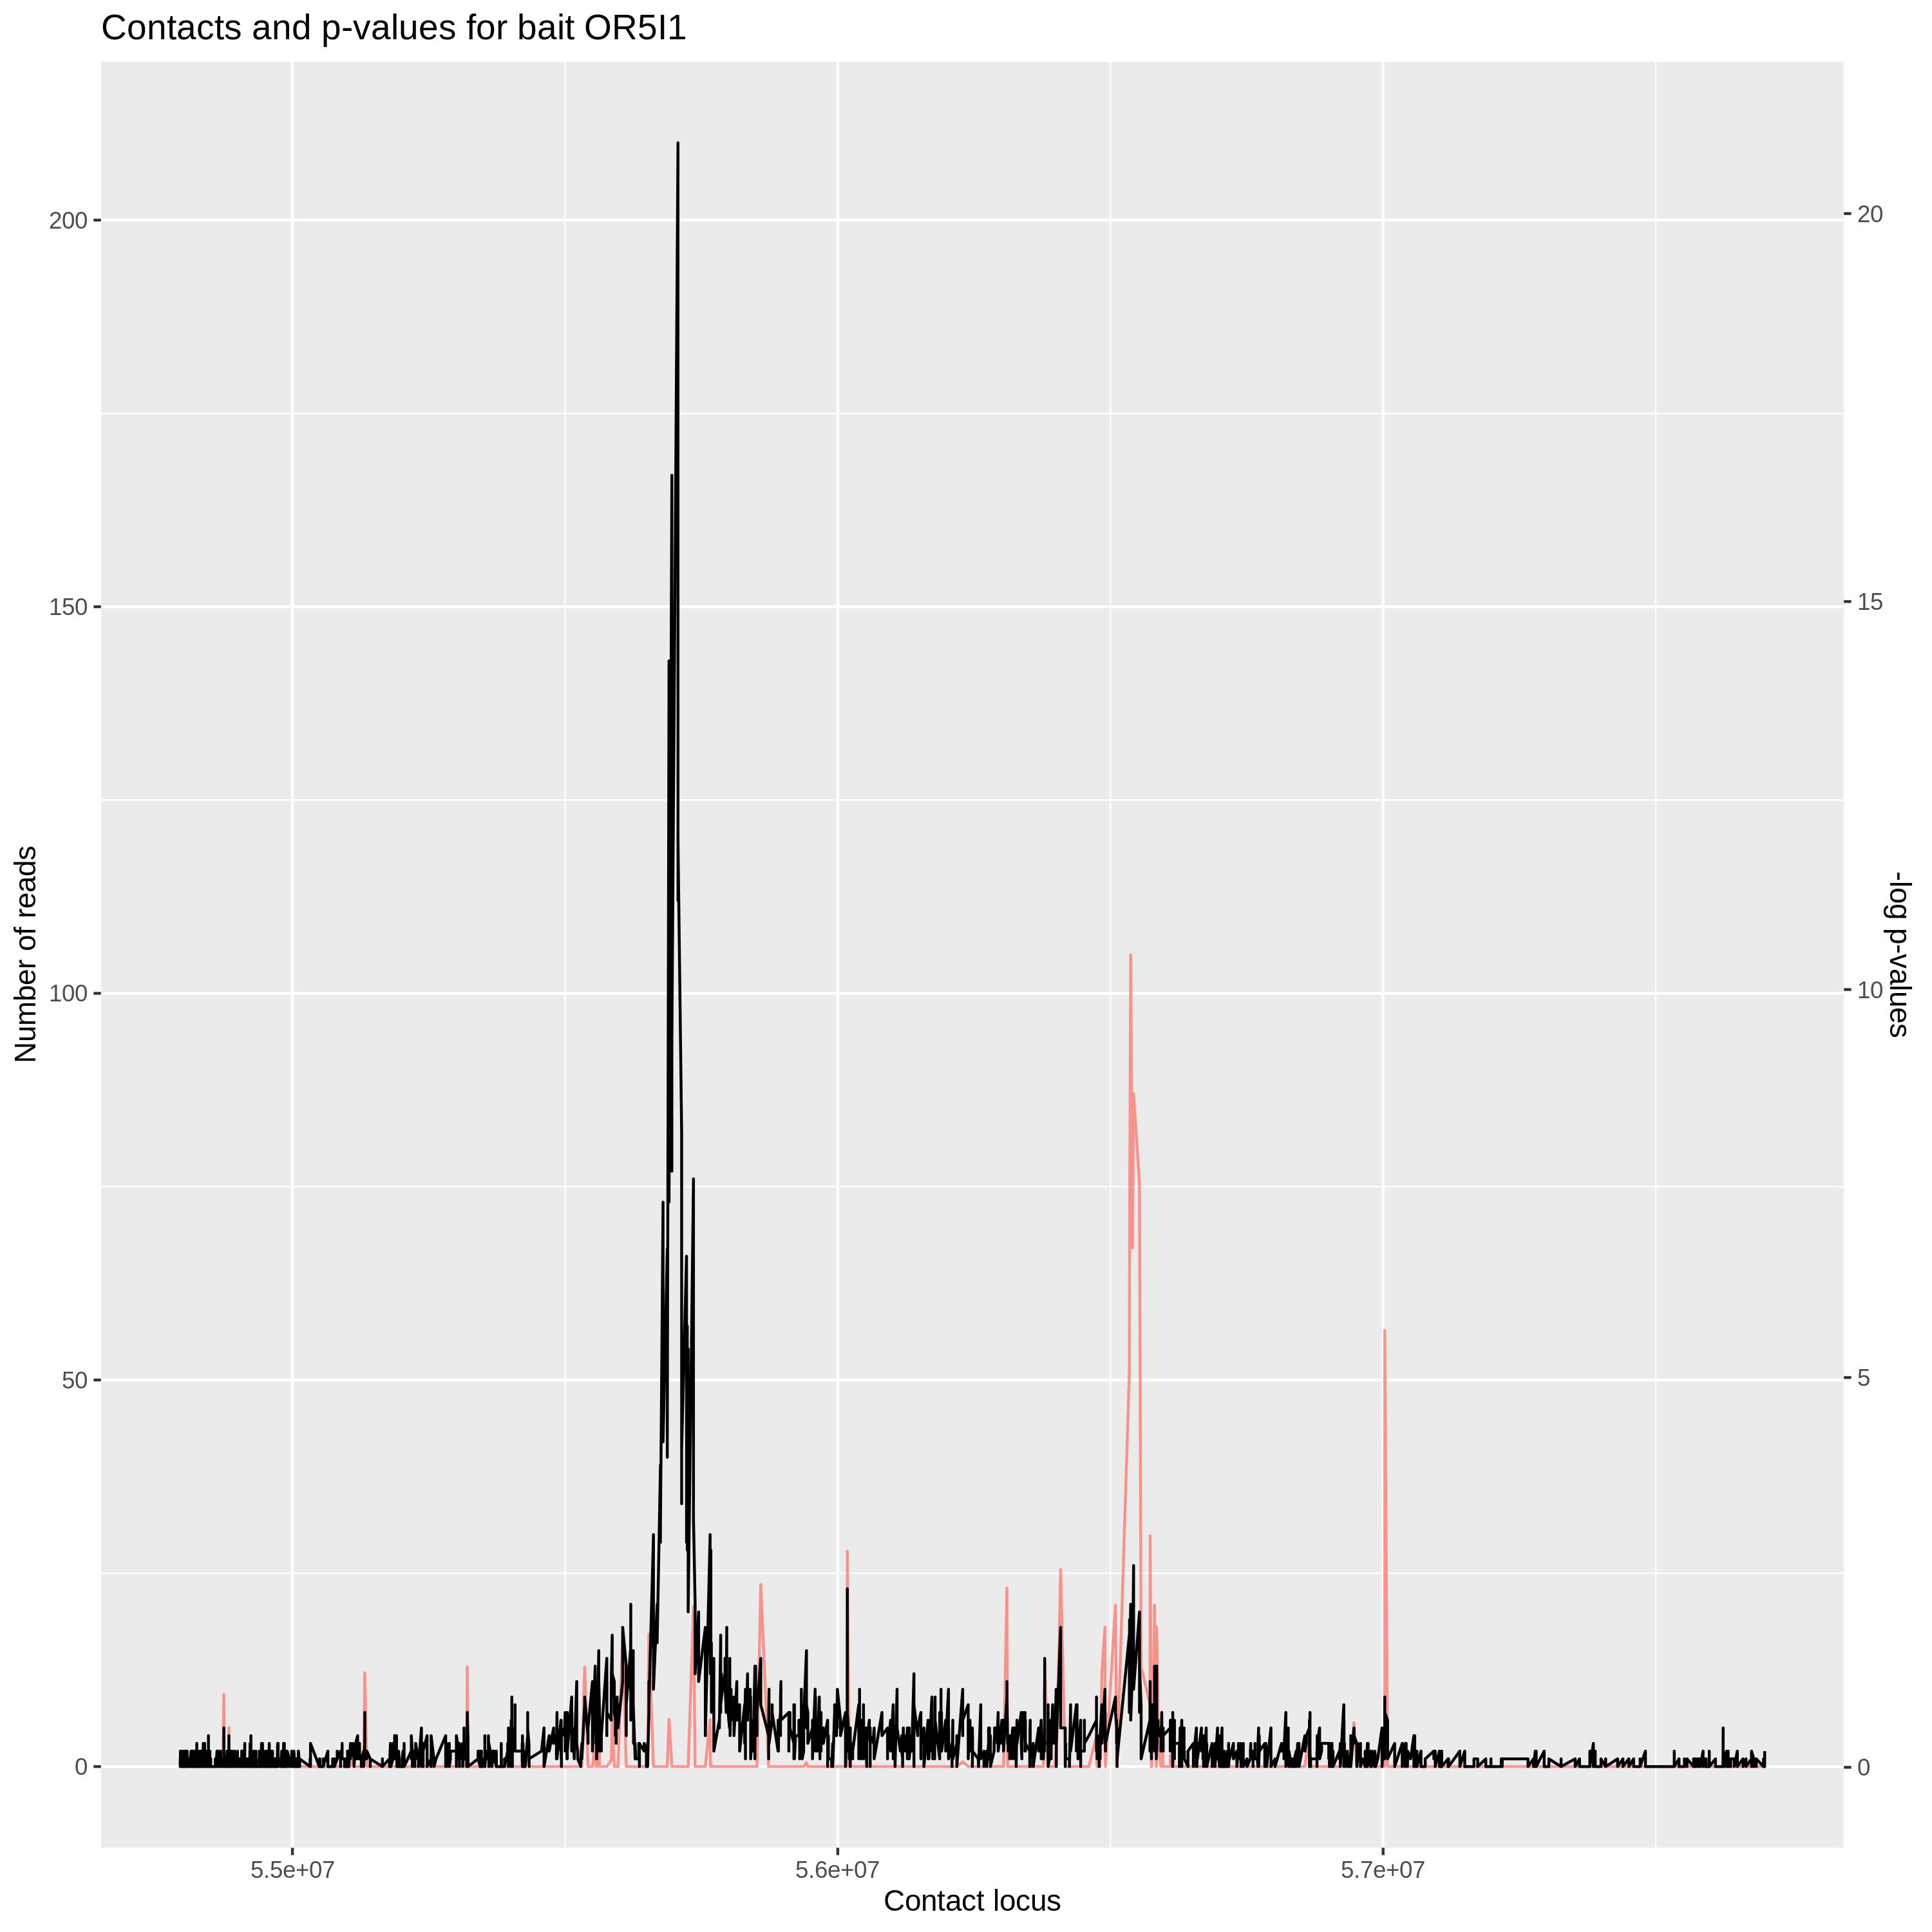 Contacts and p-values for bait OR5I1
Number of reads
200
150
100
50
0
20
15
10
5
0
-log p-values
5.5e+07
5.6e+07
5.7e+07
Contact locus